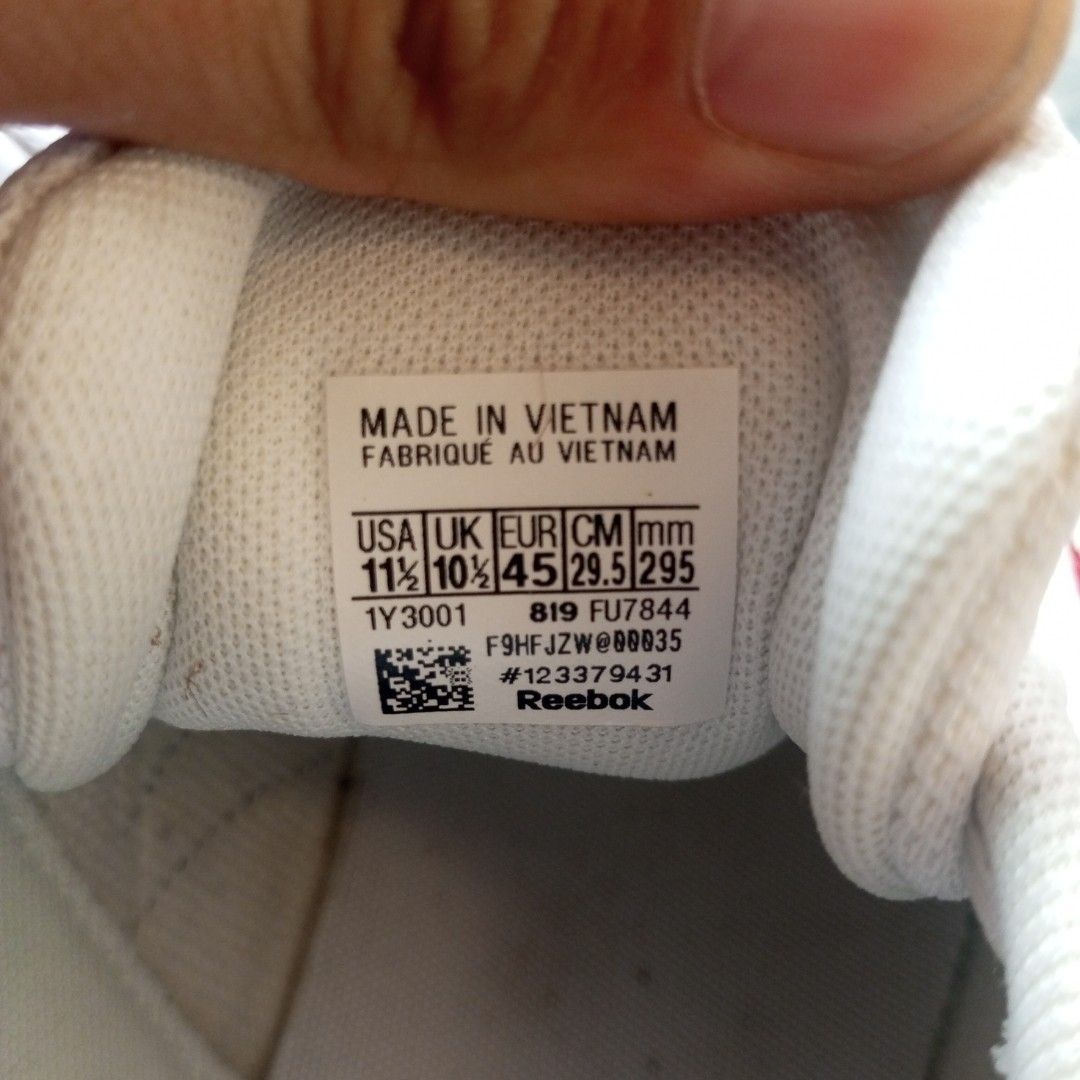 MADE IN VIETNAM
FABRIQUÉ AU VIETNAM
USA UK EUR CM mm
11½ 10½ 45 29.5 295
1Y3001 819 FU7844
F9HFJZW@00035
#123379431
Reebok